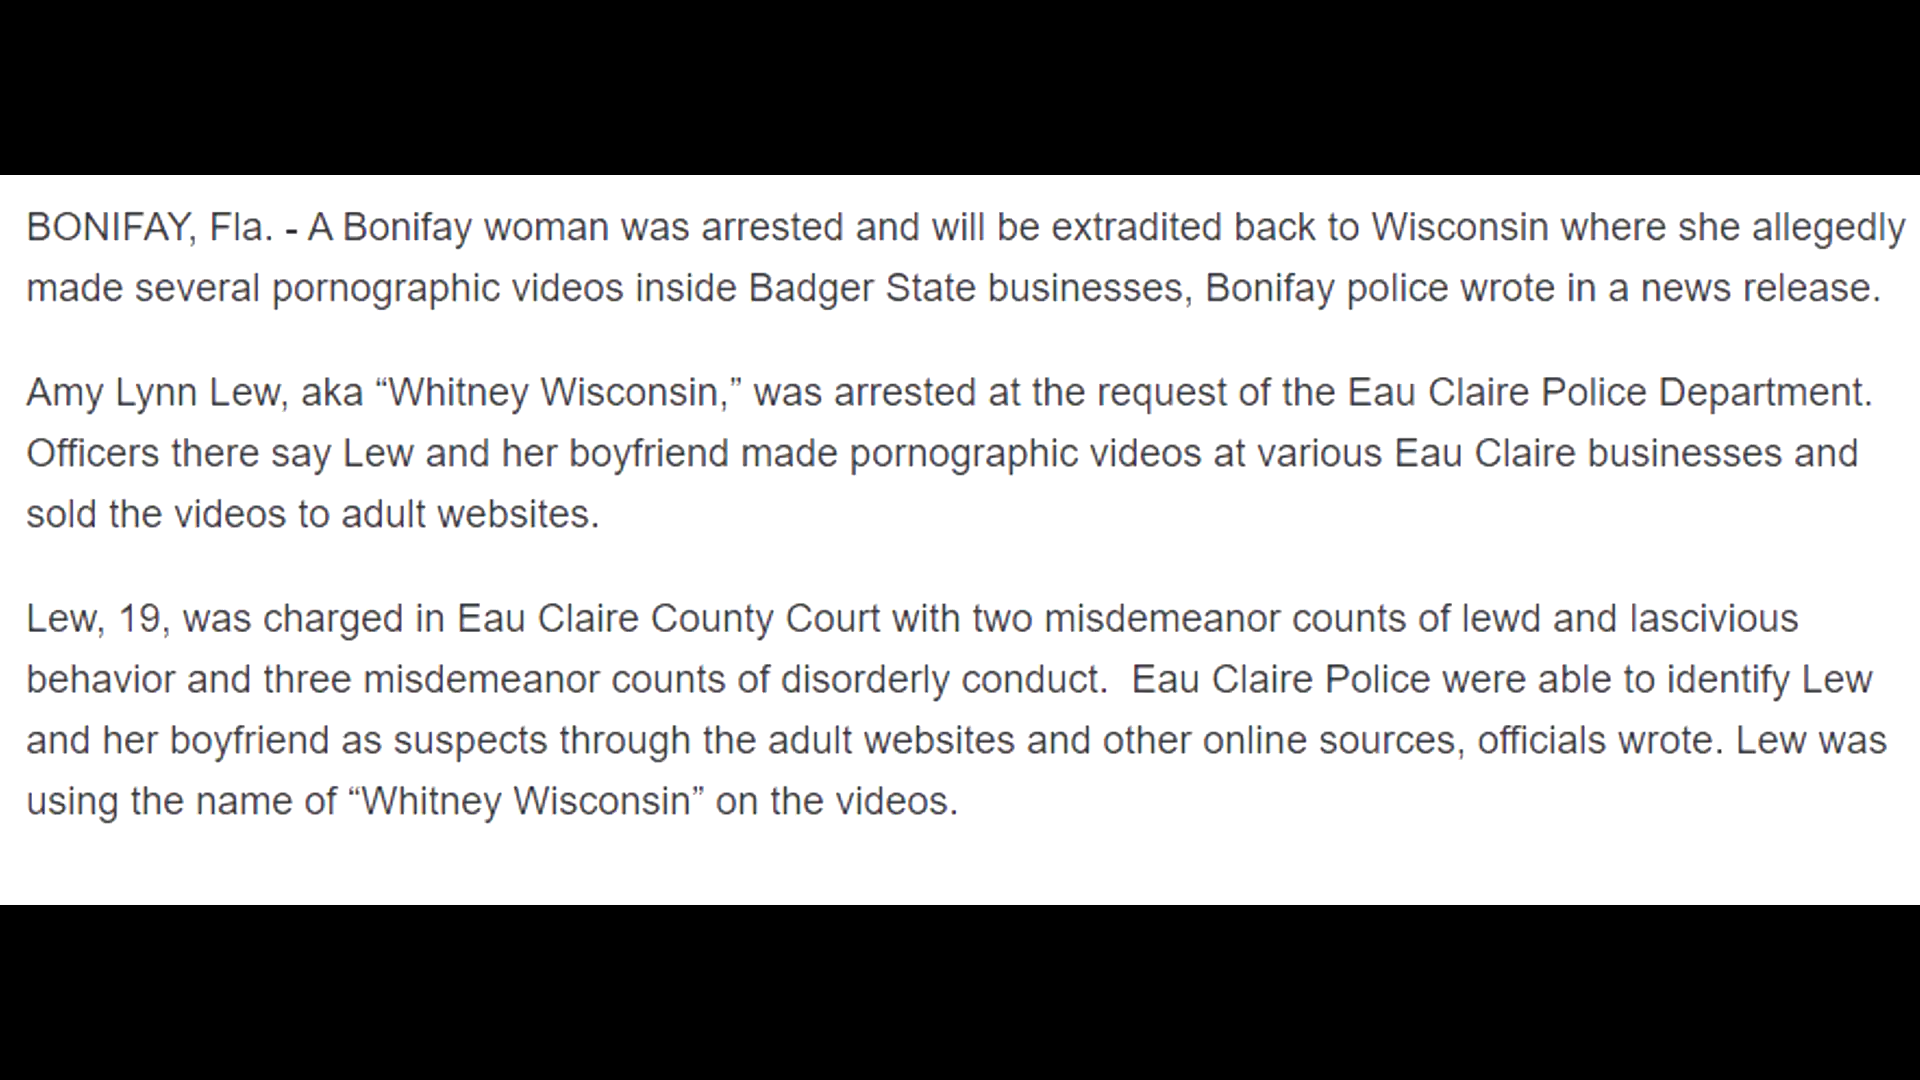 BONIFAY, Fla. - A Bonifay woman was arrested and will be extradited back to Wisconsin where she allegedly
made several pornographic videos inside Badger State businesses, Bonifay police wrote in a news release.
Amy Lynn Lew, aka “Whitney Wisconsin,” was arrested at the request of the Eau Claire Police Department.
Officers there say Lew and her boyfriend made pornographic videos at various Eau Claire businesses and
sold the videos to adult websites.
Lew, 19, was charged in Eau Claire County Court with two misdemeanor counts of lewd and lascivious
behavior and three misdemeanor counts of disorderly conduct.  Eau Claire Police were able to identify Lew
and her boyfriend as suspects through the adult websites and other online sources, officials wrote. Lew was
using the name of “Whitney Wisconsin” on the videos.